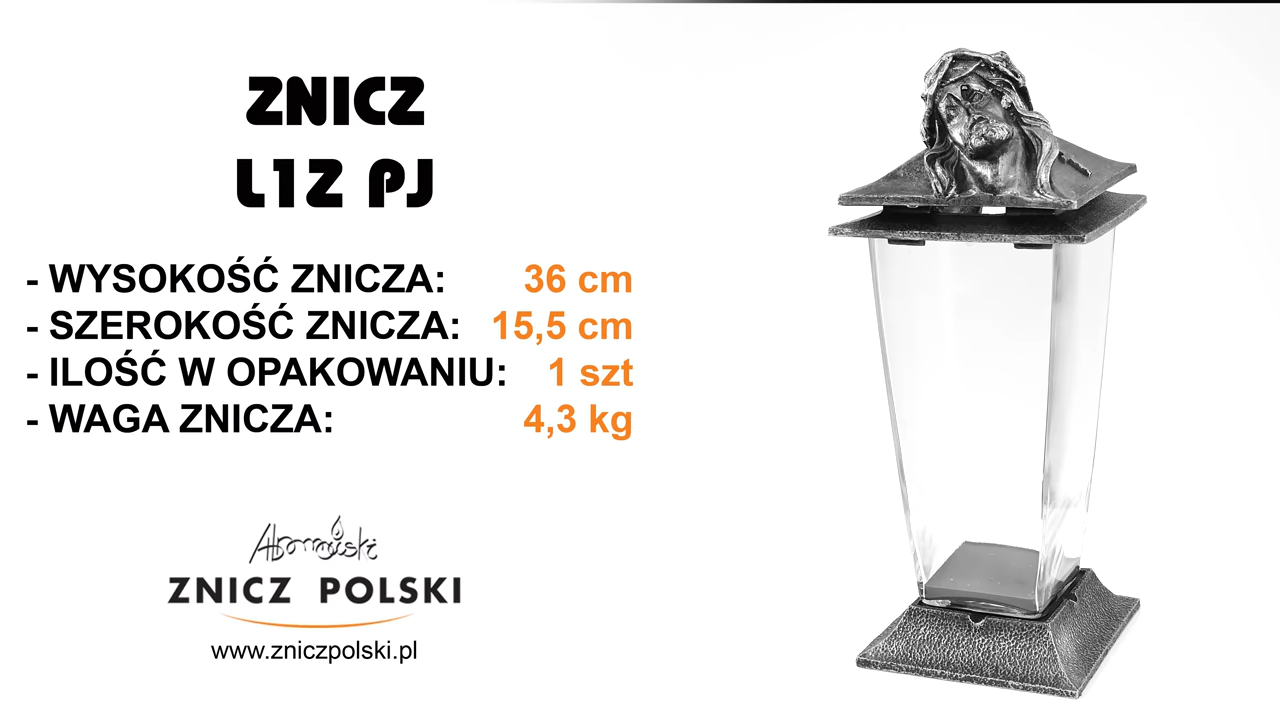 ZNICZ
L1Z PJ
- WYSOKOŚĆ ZNICZA: 36 cm
- SZEROKOŚĆ ZNICZA: 15,5 cm
- ILOŚĆ W OPAKOWANIU: 1 szt
- WAGA ZNICZA: 4,3 kg
ZNICZ POLSKI
www.zniczpolski.pl